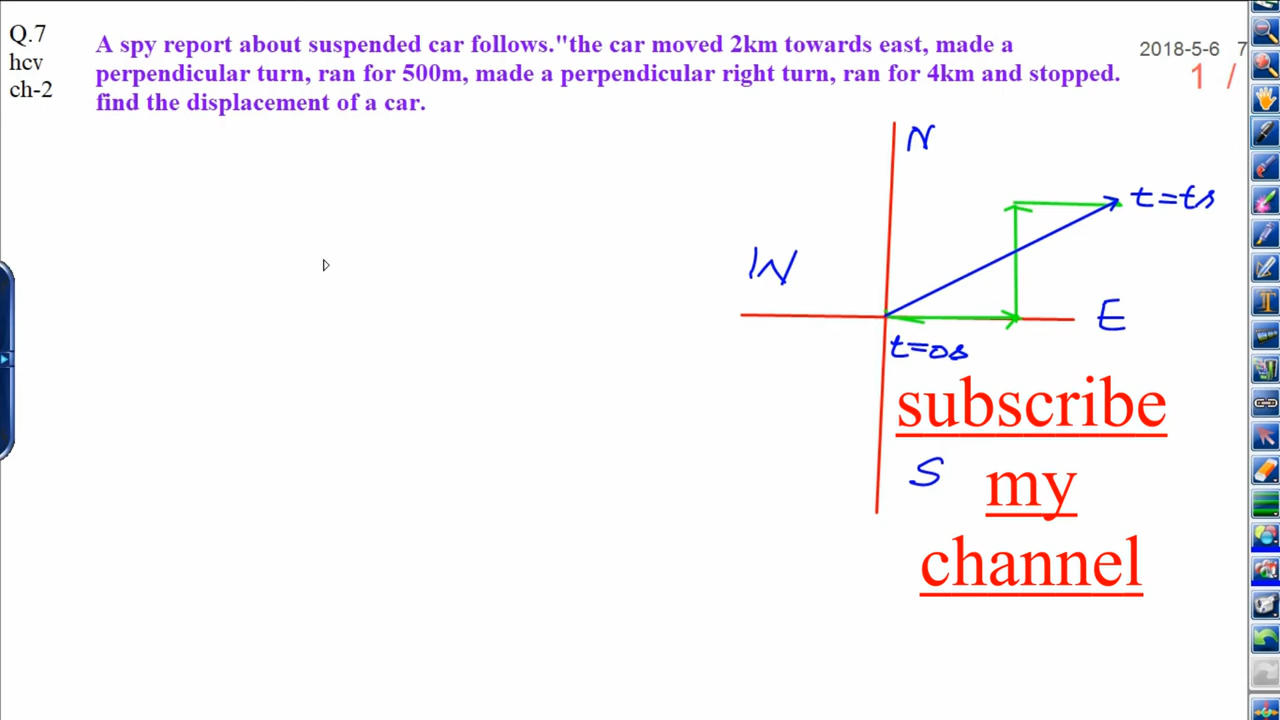 Q.7
hcv
ch-2
A spy report about suspended car follows."the car moved 2km towards east, made a
perpendicular turn, ran for 500m, made a perpendicular right turn, ran for 4km and stopped.
find the displacement of a car.
2018-5-6 7
1 /
N
t=ts
W
E
t=0s
subscribe
S
my
channel